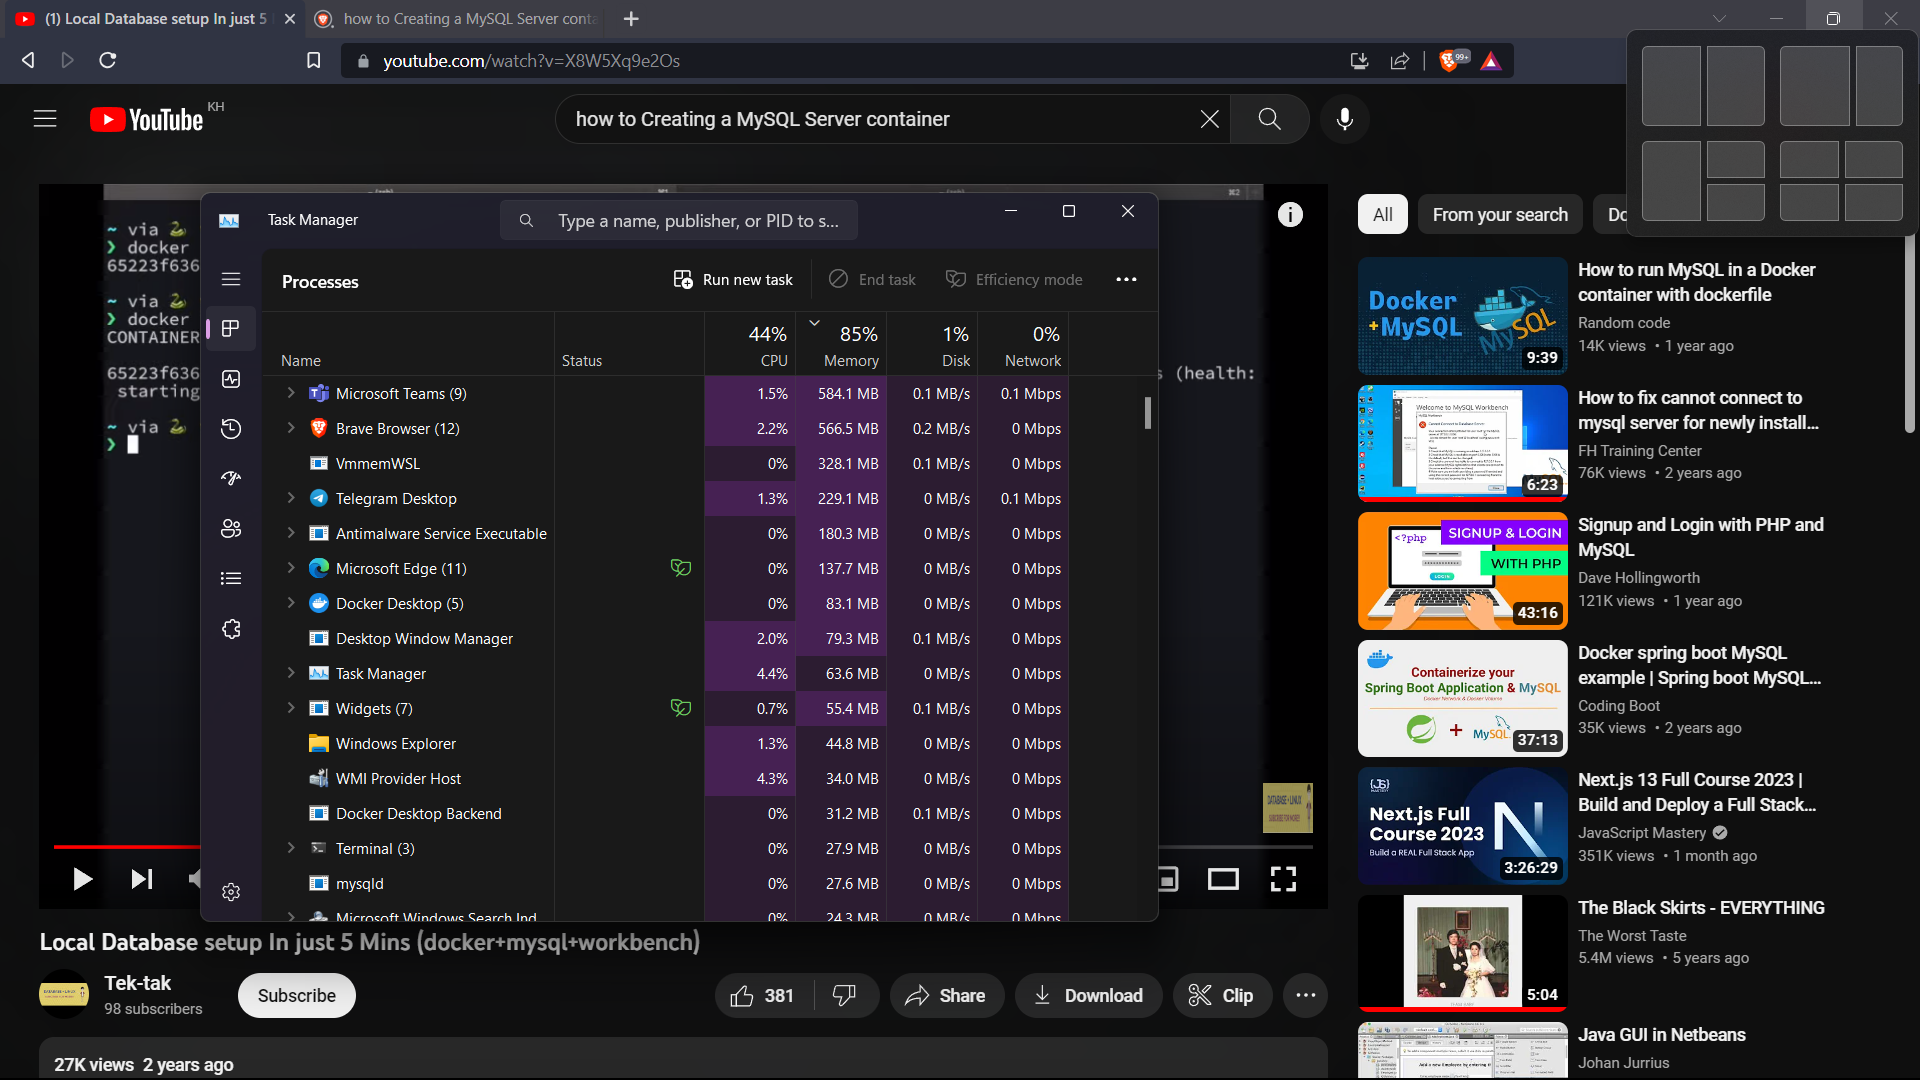 (1) Local Database setup In just 5
how to Creating a MySQL Server conta
youtube.com/watch?v=X8W5Xq9e2Os
99+
YouTube KH
how to Creating a MySQL Server container
~ via
❯ docker
65223f636
~ via
❯ docker
CONTAINER
65223f636
starting
~ via
❯
s (health:
⌘2
Task Manager
Type a name, publisher, or PID to s...
Processes
Run new task
End task
Efficiency mode
44% 85% 1% 0%
Name Status CPU Memory Disk Network
Microsoft Teams (9) 1.5% 584.1 MB 0.1 MB/s 0.1 Mbps
Brave Browser (12) 2.2% 566.5 MB 0.2 MB/s 0 Mbps
VmmemWSL 0% 328.1 MB 0.1 MB/s 0 Mbps
Telegram Desktop 1.3% 229.1 MB 0 MB/s 0.1 Mbps
Antimalware Service Executable 0% 180.3 MB 0 MB/s 0 Mbps
Microsoft Edge (11) 0% 137.7 MB 0 MB/s 0 Mbps
Docker Desktop (5) 0% 83.1 MB 0 MB/s 0 Mbps
Desktop Window Manager 2.0% 79.3 MB 0.1 MB/s 0 Mbps
Task Manager 4.4% 63.6 MB 0 MB/s 0 Mbps
Widgets (7) 0.7% 55.4 MB 0.1 MB/s 0 Mbps
Windows Explorer 1.3% 44.8 MB 0 MB/s 0 Mbps
WMI Provider Host 4.3% 34.0 MB 0 MB/s 0 Mbps
Docker Desktop Backend 0% 31.2 MB 0.1 MB/s 0 Mbps
Terminal (3) 0% 27.9 MB 0 MB/s 0 Mbps
mysqld 0% 27.6 MB 0 MB/s 0 Mbps
Microsoft Windows Search Ind 0% 24.3 MB 0 MB/s 0 Mbps
DATABASE + LINUX
SUBSCRIBE FOR MORE!
Local Database setup In just 5 Mins (docker+mysql+workbench)
Tek-tak
98 subscribers
Subscribe
381
Share
Download
Clip
27K views 2 years ago
All
From your search
Do
Docker
+MySQL
SQL
9:39
How to run MySQL in a Docker
container with dockerfile
Random code
14K views • 1 year ago
Welcome to MySQL Workbench
6:23
How to fix cannot connect to
mysql server for newly install...
FH Training Center
76K views • 2 years ago
<?php
SIGNUP & LOGIN
WITH PHP
LOGIN
43:16
Signup and Login with PHP and
MySQL
Dave Hollingworth
121K views • 1 year ago
Containerize your
Spring Boot Application & MySQL
Docker Network & Docker Volume
+ MySQL
37:13
Docker spring boot MySQL
example | Spring boot MySQL...
Coding Boot
35K views • 2 years ago
{JS}
MASTERY
Next.js Full
Course 2023
Build a REAL Full Stack App
N
3:26:29
Next.js 13 Full Course 2023 |
Build and Deploy a Full Stack...
JavaScript Mastery
351K views • 1 month ago
5:04
The Black Skirts - EVERYTHING
The Worst Taste
5.4M views • 5 years ago
Java GUI in Netbeans
Johan Jurrius